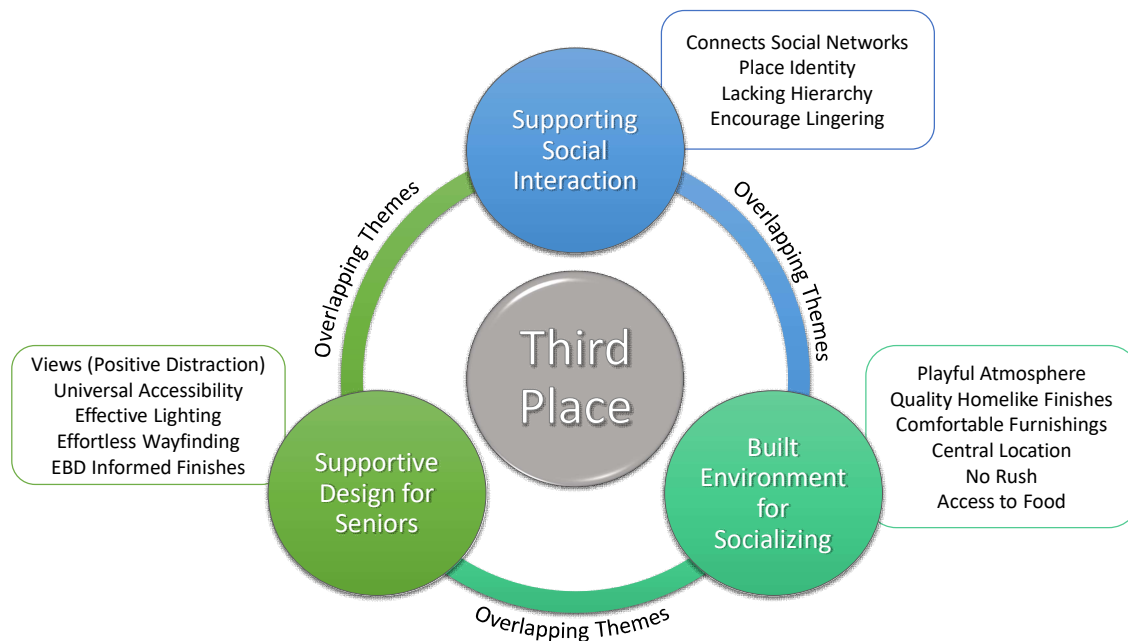 Connects Social Networks
Place Identity
Lacking Hierarchy
Encourage Lingering
Supporting
Social
Interaction
Overlapping Themes
Overlapping Themes
Third
Place
Views (Positive Distraction)
Universal Accessibility
Effective Lighting
Effortless Wayfinding
EBD Informed Finishes
Supportive
Design for
Seniors
Built
Environment
for
Socializing
Playful Atmosphere
Quality Homelike Finishes
Comfortable Furnishings
Central Location
No Rush
Access to Food
Overlapping Themes